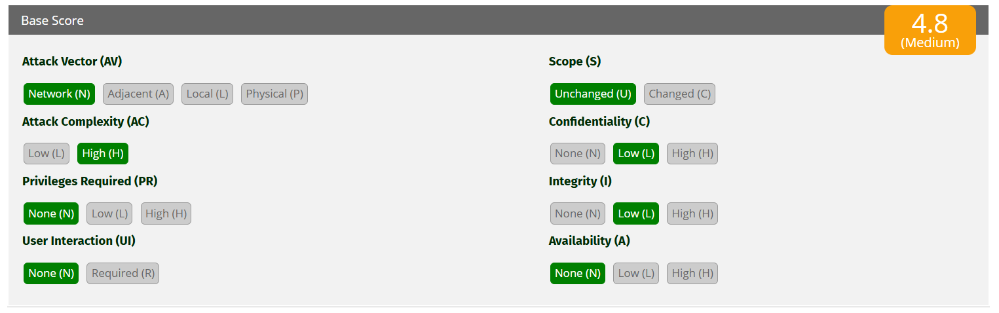 Base Score
4.8
(Medium)
Attack Vector (AV)
Network (N) Adjacent (A) Local (L) Physical (P)
Attack Complexity (AC)
Low (L) High (H)
Privileges Required (PR)
None (N) Low (L) High (H)
User Interaction (UI)
None (N) Required (R)
Scope (S)
Unchanged (U) Changed (C)
Confidentiality (C)
None (N) Low (L) High (H)
Integrity (I)
None (N) Low (L) High (H)
Availability (A)
None (N) Low (L) High (H)